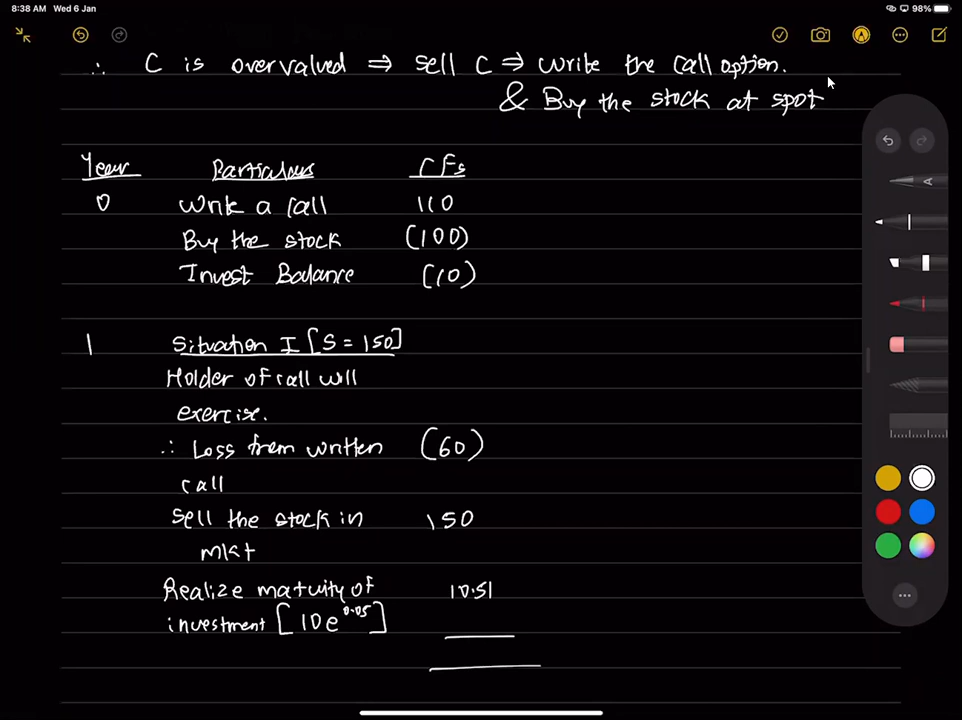 8:38 AM Wed 6 Jan 98%
∴ C is overvalued ⇒ sell C ⇒ Write the call option.
& Buy the stock at spot
Year Particulars CFs
0 Write a call 110
Buy the stock (100)
Invest Balance (10)
1 Situation I [S = 150]
Holder of call will
exercise.
∴ Loss from written (60)
call
Sell the stock in 150
mkt
Realize maturity of 10.51
investment [10e^0.05]
A